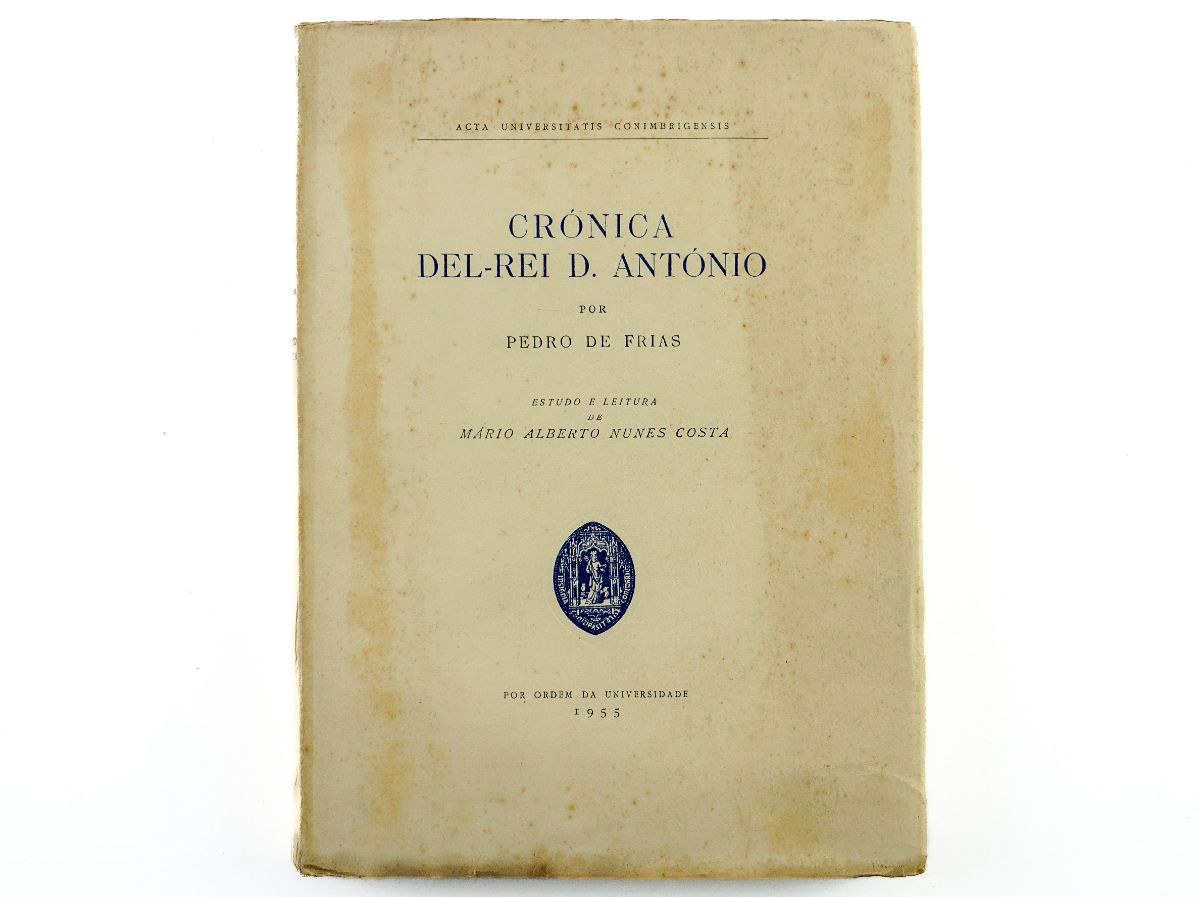 ACTA UNIVERSITATIS CONIMBRIGENSIS
CRÓNICA
DEL-REI D. ANTÓNIO
POR
PEDRO DE FRIAS
ESTUDO E LEITURA
DE
MÁRIO ALBERTO NUNES COSTA
POR ORDEM DA UNIVERSIDADE
1955